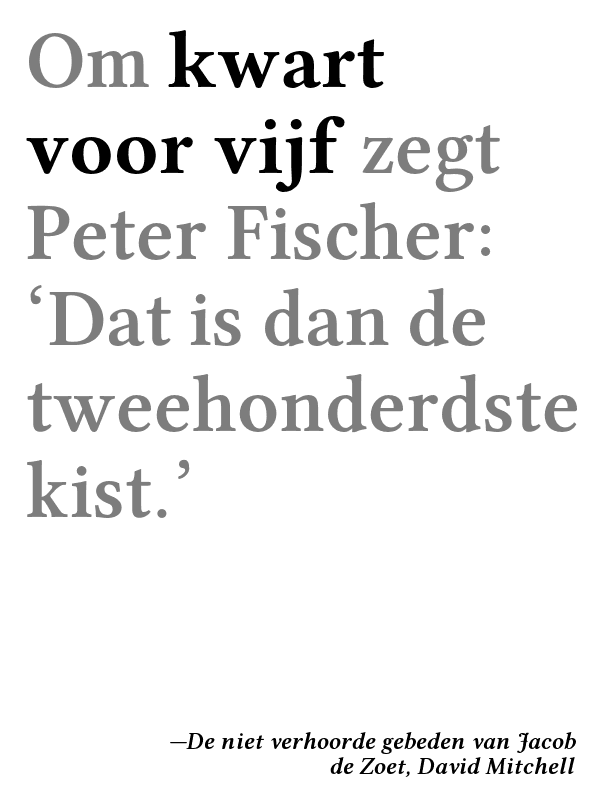 Om kwart
voor vijf zegt
Peter Fischer:
‘Dat is dan de
tweehonderdste
kist.’
—De niet verhoorde gebeden van Jacob
de Zoet, David Mitchell